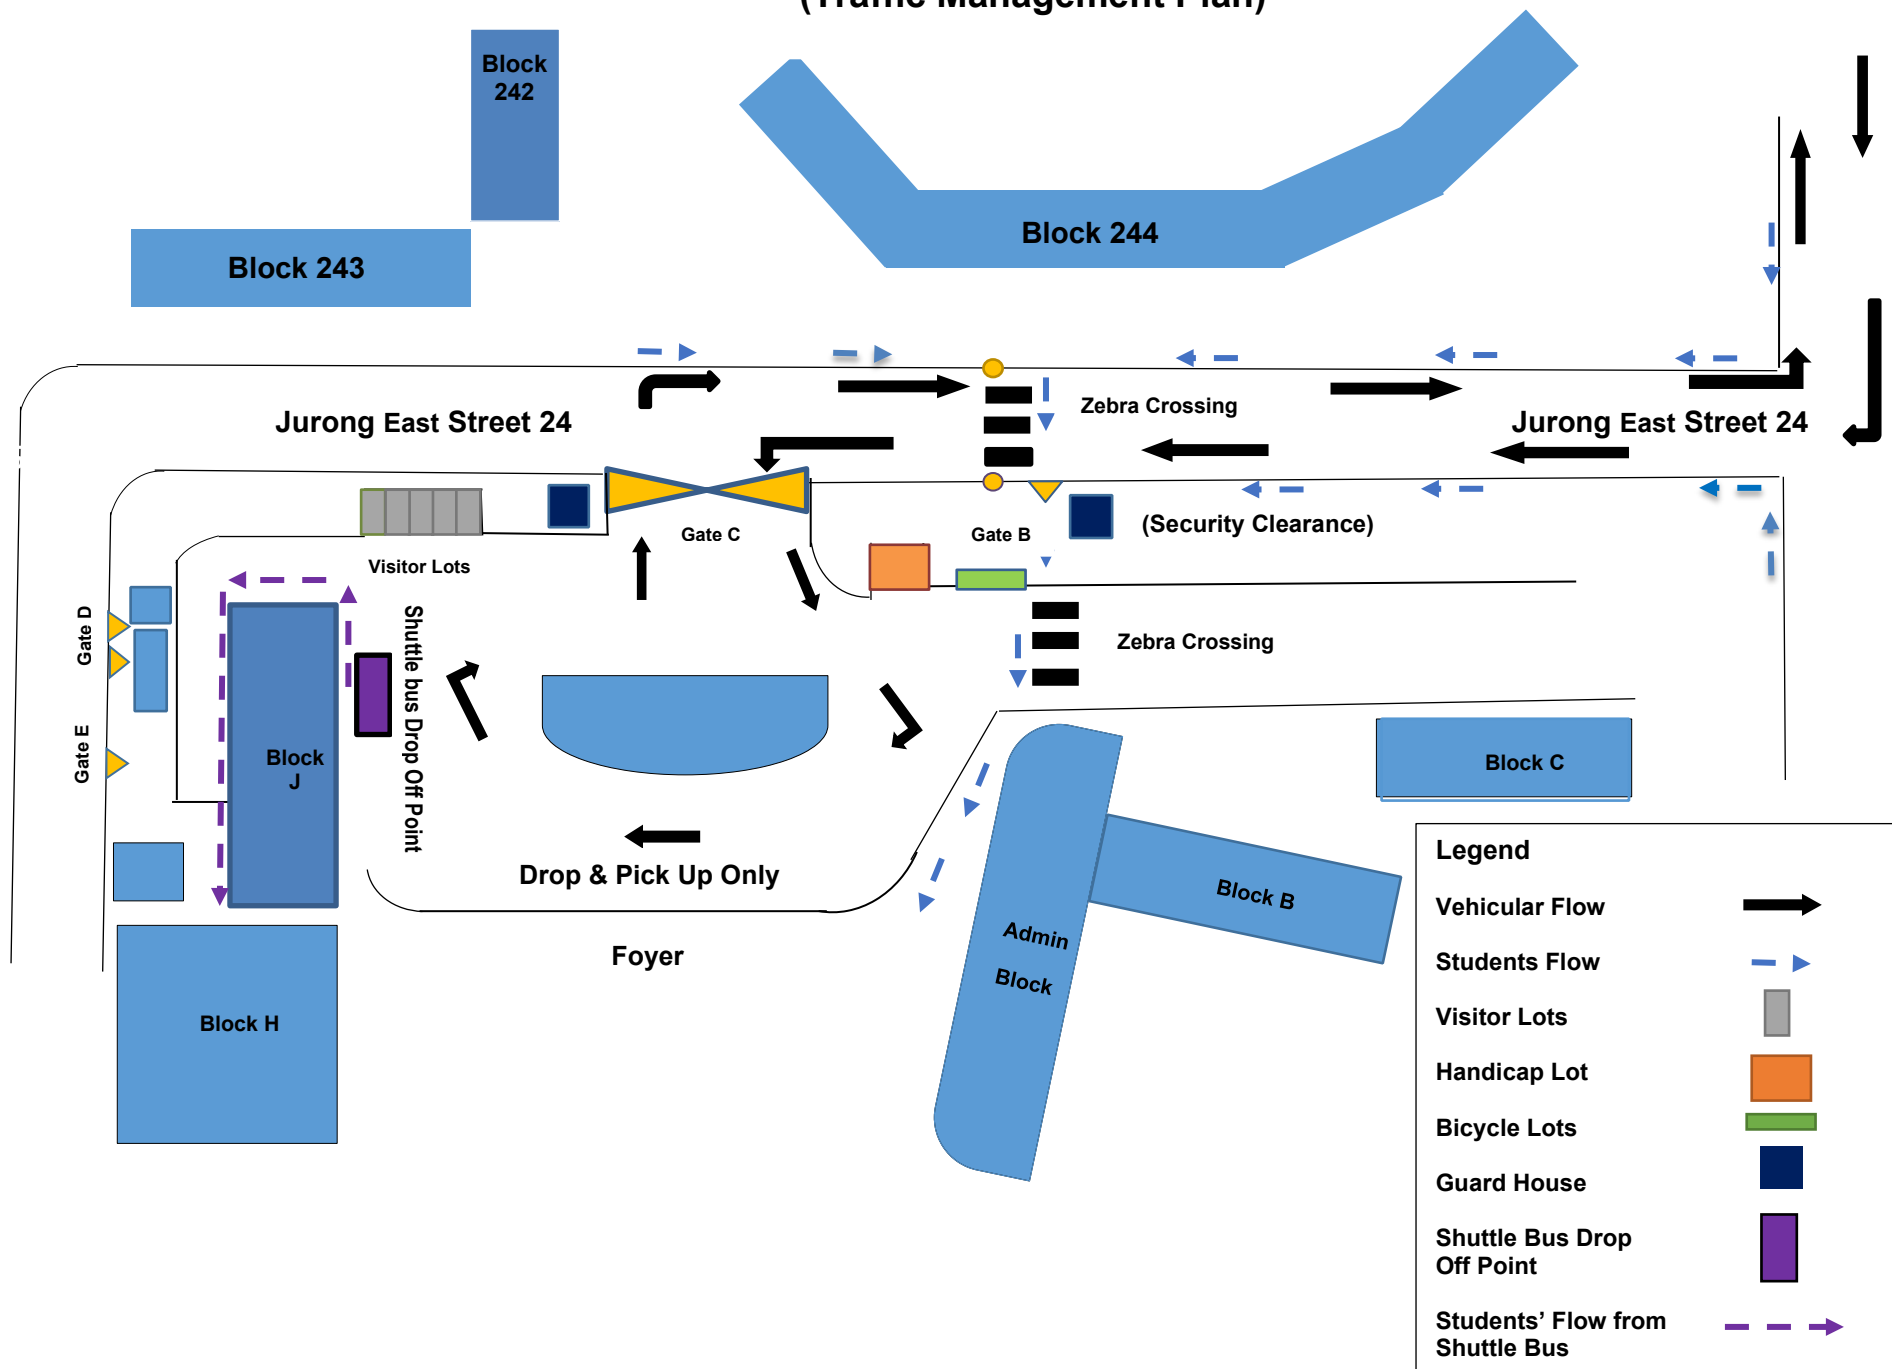 (Traffic Management Plan)
Block
242
Block 244
Block 243
Jurong East Street 24
Zebra Crossing
Jurong East Street 24
Gate C
Gate B
(Security Clearance)
Visitor Lots
Gate D
Gate E
Shuttle bus Drop Off Point
Zebra Crossing
Block
J
Block C
Drop & Pick Up Only
Foyer
Block B
Admin
Block
Block H
Legend
Vehicular Flow
Students Flow
Visitor Lots
Handicap Lot
Bicycle Lots
Guard House
Shuttle Bus Drop
Off Point
Students’ Flow from
Shuttle Bus